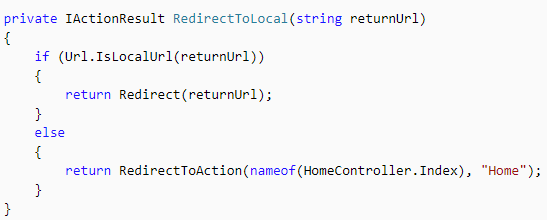 private IActionResult RedirectToLocal(string returnUrl)
{
    if (Url.IsLocalUrl(returnUrl))
    {
        return Redirect(returnUrl);
    }
    else
    {
        return RedirectToAction(nameof(HomeController.Index), "Home");
    }
}